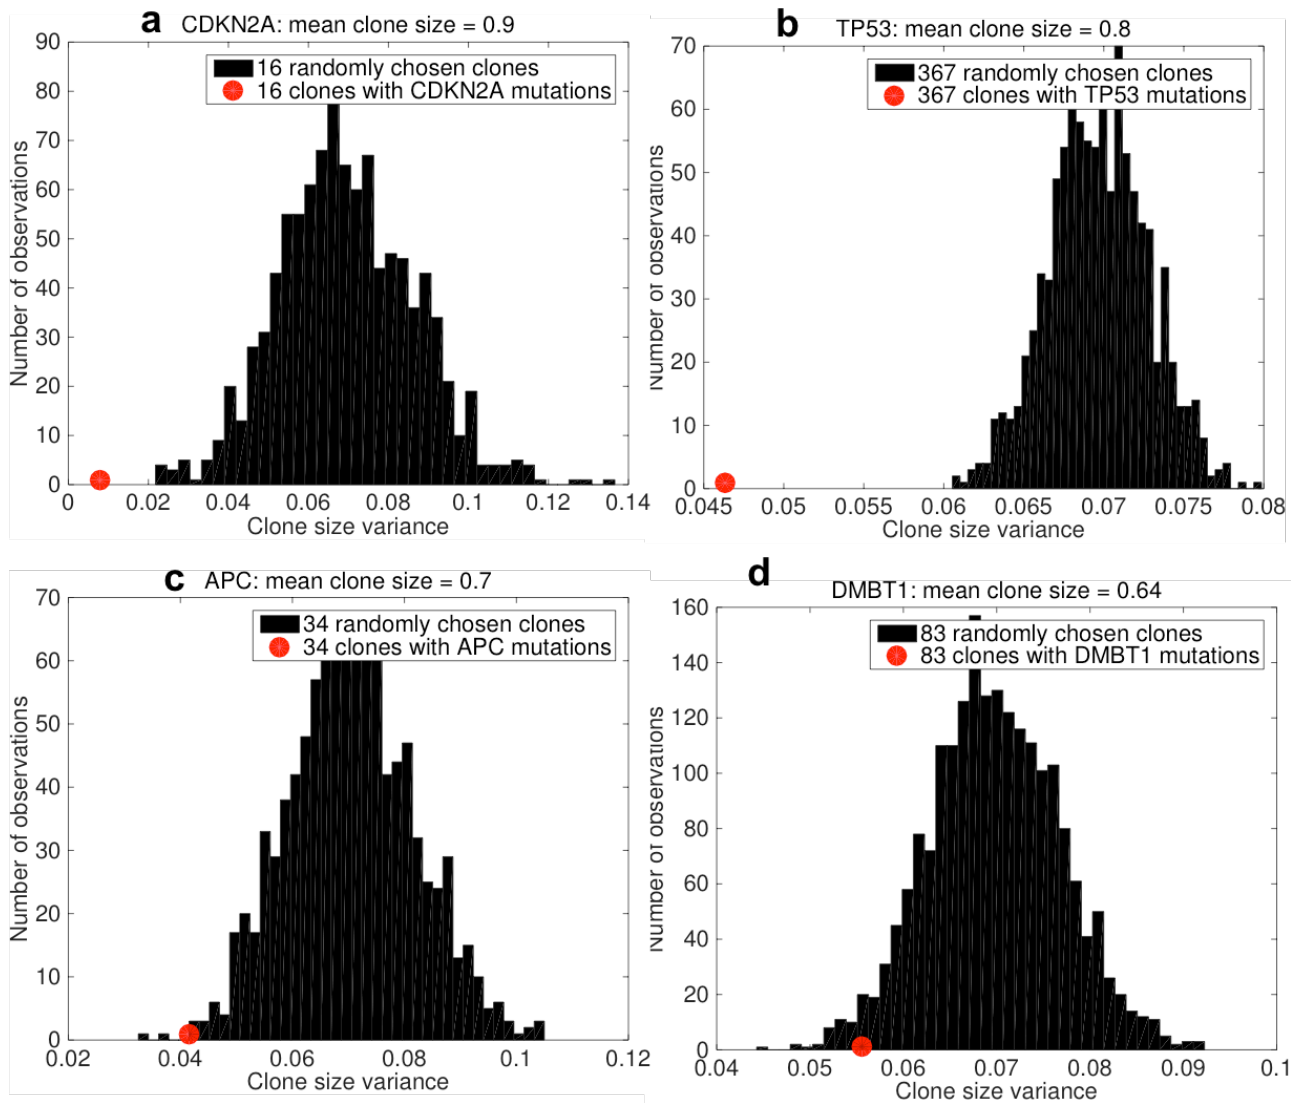 a CDKN2A: mean clone size = 0.9
90
80
70
60
50
40
30
20
10
0
Number of observations
16 randomly chosen clones
16 clones with CDKN2A mutations
0 0.02 0.04 0.06 0.08 0.1 0.12 0.14
Clone size variance
b
TP53: mean clone size = 0.8
70
60
50
40
30
20
10
0
Number of observations
367 randomly chosen clones
367 clones with TP53 mutations
0.045 0.05 0.055 0.06 0.065 0.07 0.075 0.08
Clone size variance
c APC: mean clone size = 0.7
70
60
50
40
30
20
10
0
Number of observations
34 randomly chosen clones
34 clones with APC mutations
0.02 0.04 0.06 0.08 0.1 0.12
Clone size variance
d
DMBT1: mean clone size = 0.64
160
140
120
100
80
60
40
20
0
Number of observations
83 randomly chosen clones
83 clones with DMBT1 mutations
0.04 0.05 0.06 0.07 0.08 0.09 0.1
Clone size variance